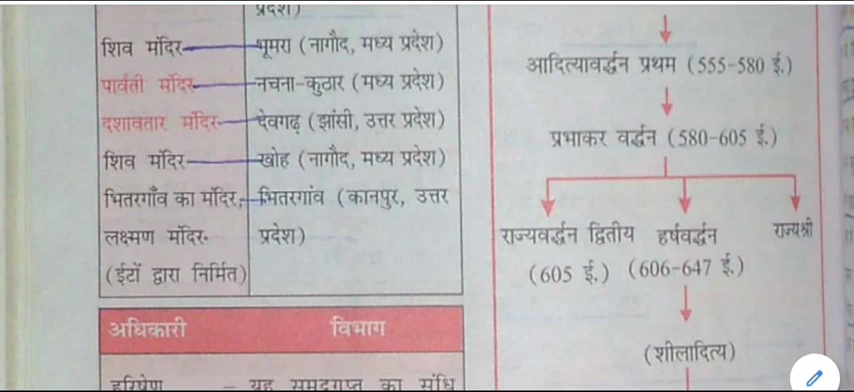 प्रदेश)
शिव मंदिर भूमरा (नागौद, मध्य प्रदेश)
पार्वती मंदिर नचना-कुठार (मध्य प्रदेश)
दशावतार मंदिर देवगढ़ (झांसी, उत्तर प्रदेश)
शिव मंदिर खोह (नागौद, मध्य प्रदेश)
भितरगाँव का मंदिर, भितरगांव (कानपुर, उत्तर
लक्ष्मण मंदिर प्रदेश)
(ईटों द्वारा निर्मित)
अधिकारी विभाग
हरिषेण – यह समुद्रगुप्त का संधि
आदित्यावर्द्धन प्रथम (555-580 ई.)
प्रभाकर वर्द्धन (580-605 ई.)
राज्यवर्द्धन द्वितीय हर्षवर्द्धन राज्यश्री
(605 ई.) (606-647 ई.)
(शीलादित्य)